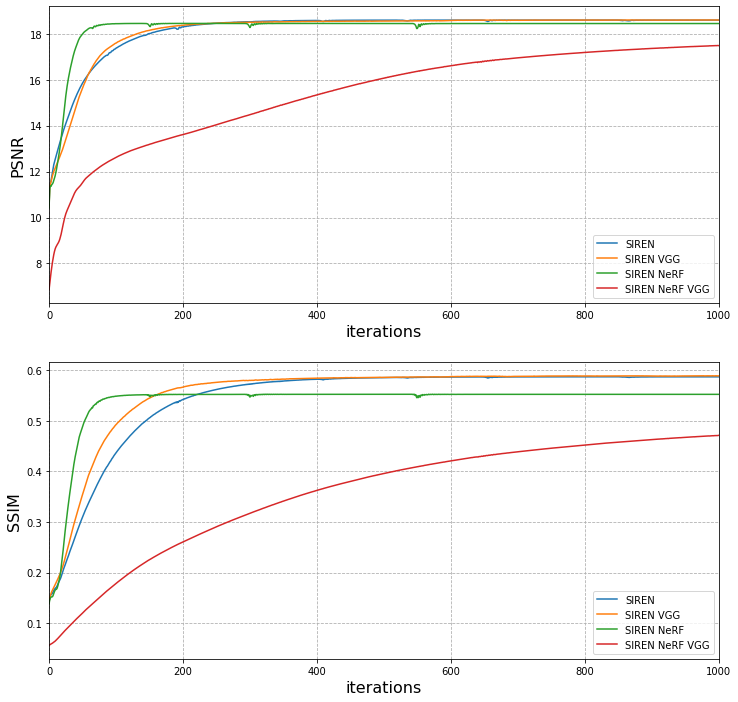 PSNR
18
16
14
12
10
8
0
200
400
600
800
1000
iterations
SIREN
SIREN VGG
SIREN NeRF
SIREN NeRF VGG
SSIM
0.6
0.5
0.4
0.3
0.2
0.1
0
200
400
600
800
1000
iterations
SIREN
SIREN VGG
SIREN NeRF
SIREN NeRF VGG